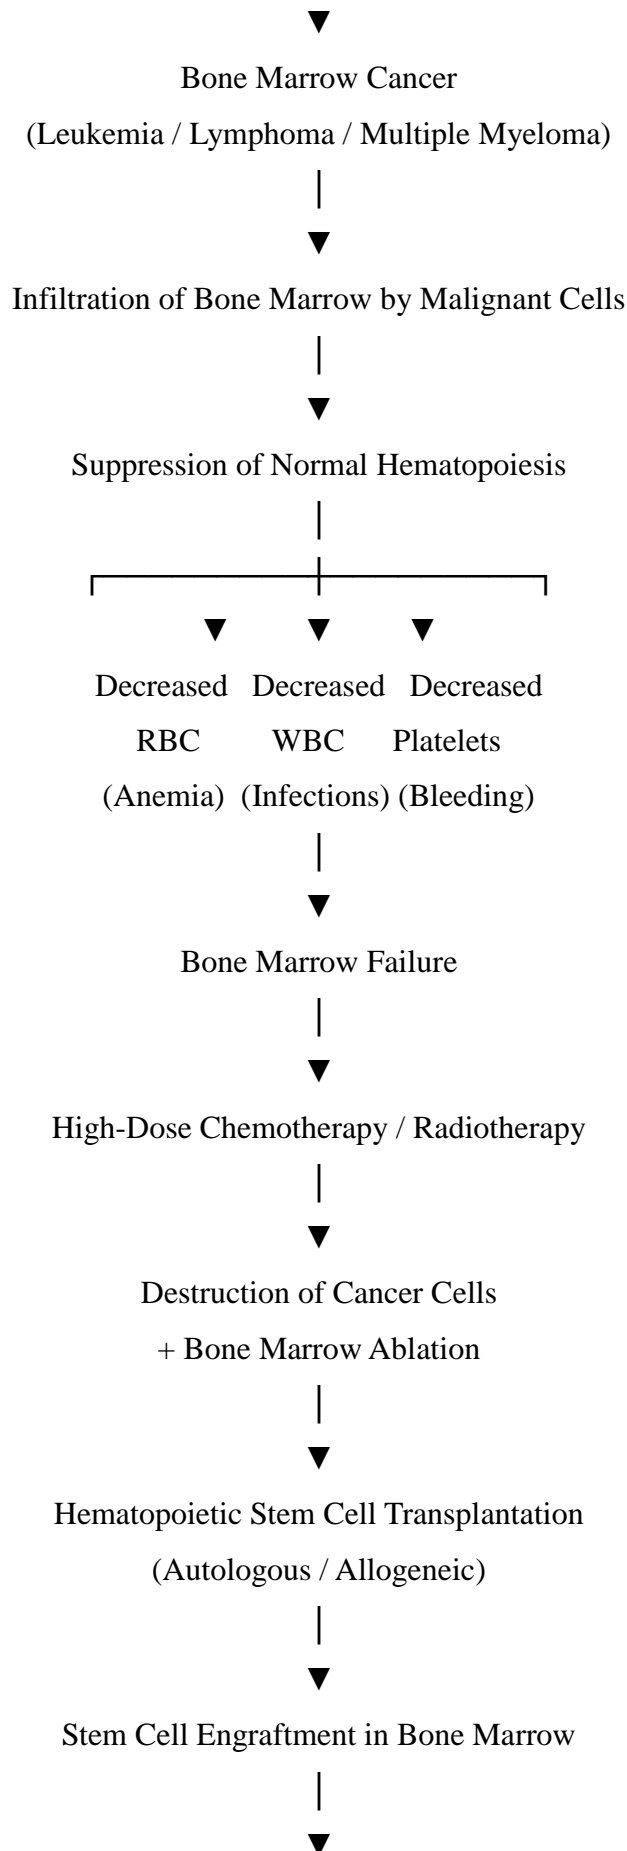 Bone Marrow Cancer
(Leukemia / Lymphoma / Multiple Myeloma)
Infiltration of Bone Marrow by Malignant Cells
Suppression of Normal Hematopoiesis
Decreased Decreased Decreased
RBC WBC Platelets
(Anemia) (Infections) (Bleeding)
Bone Marrow Failure
High-Dose Chemotherapy / Radiotherapy
Destruction of Cancer Cells
+ Bone Marrow Ablation
Hematopoietic Stem Cell Transplantation
(Autologous / Allogeneic)
Stem Cell Engraftment in Bone Marrow